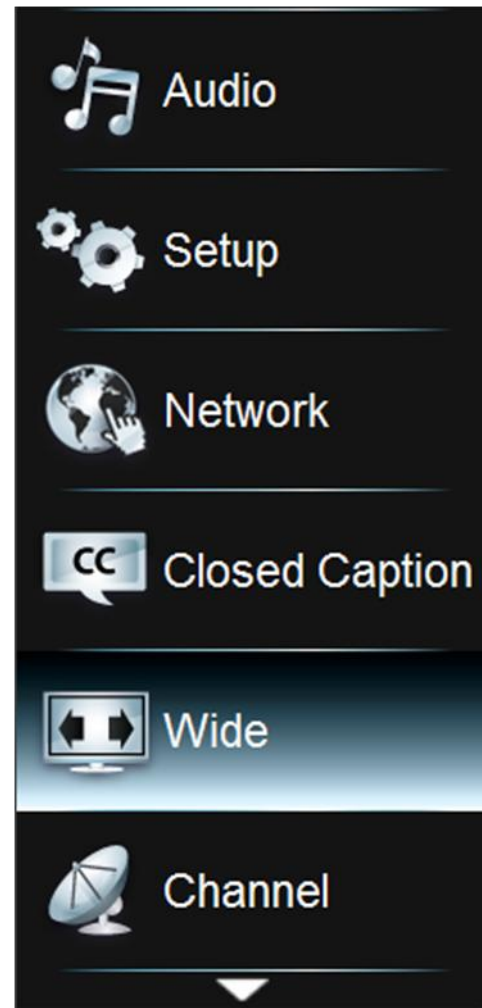 Audio
Setup
Network
CC
Closed Caption
Wide
Channel